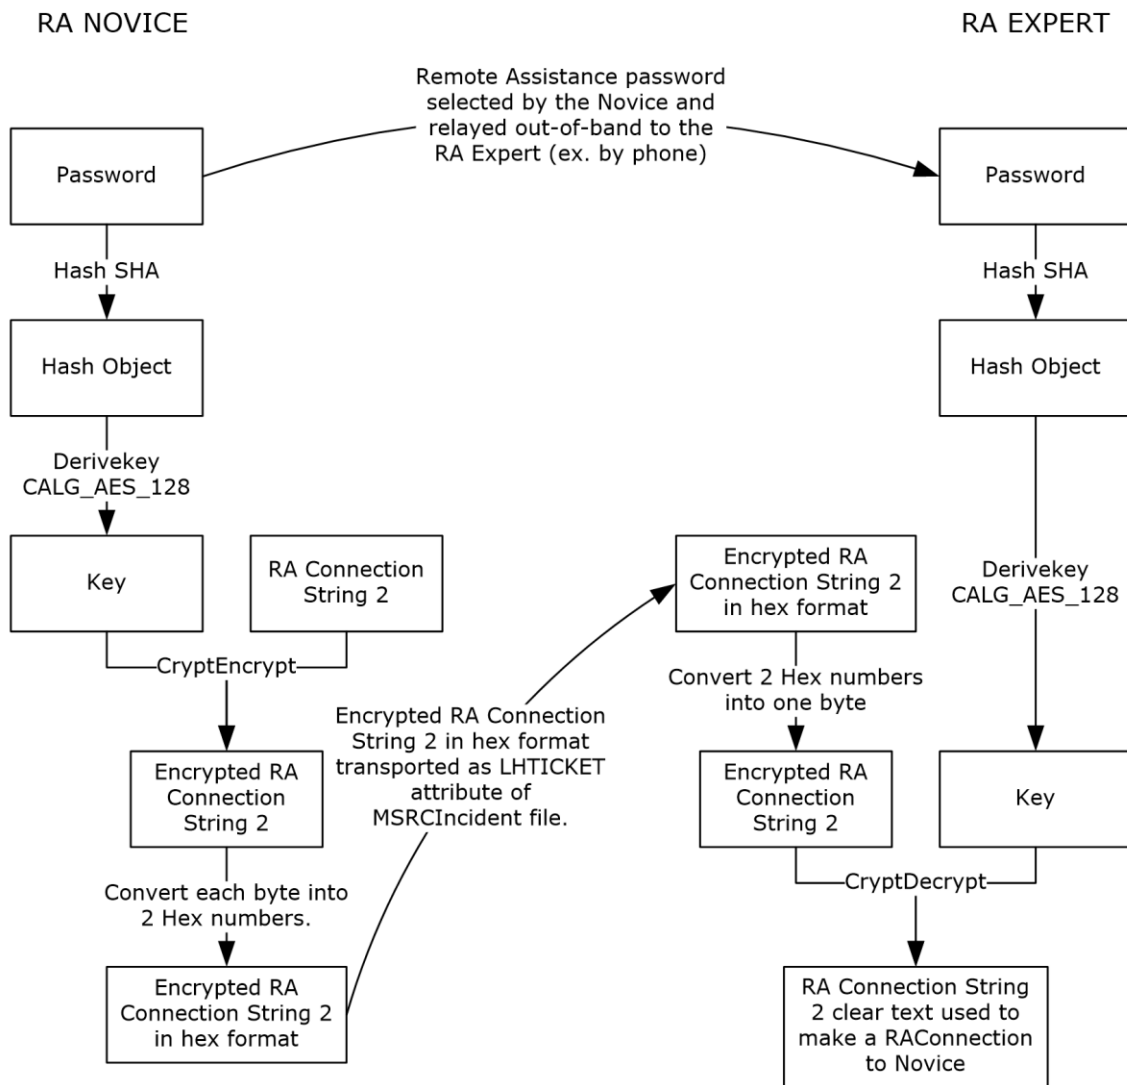 RA NOVICE
RA EXPERT
Remote Assistance password
selected by the Novice and
relayed out-of-band to the
RA Expert (ex. by phone)
Password
Password
Hash SHA
Hash SHA
Hash Object
Hash Object
Derivekey
CALG_AES_128
Key
RA Connection
String 2
CryptEncrypt
Encrypted RA
Connection
String 2
Convert each byte into
2 Hex numbers.
Encrypted RA
Connection String 2
in hex format
Encrypted RA Connection
String 2 in hex format
transported as LHTICKET
attribute of
MSRCIncident file.
Encrypted RA
Connection String 2
in hex format
Convert 2 Hex numbers
into one byte
Encrypted RA
Connection
String 2
Derivekey
CALG_AES_128
Key
CryptDecrypt
RA Connection String
2 clear text used to
make a RAConnection
to Novice